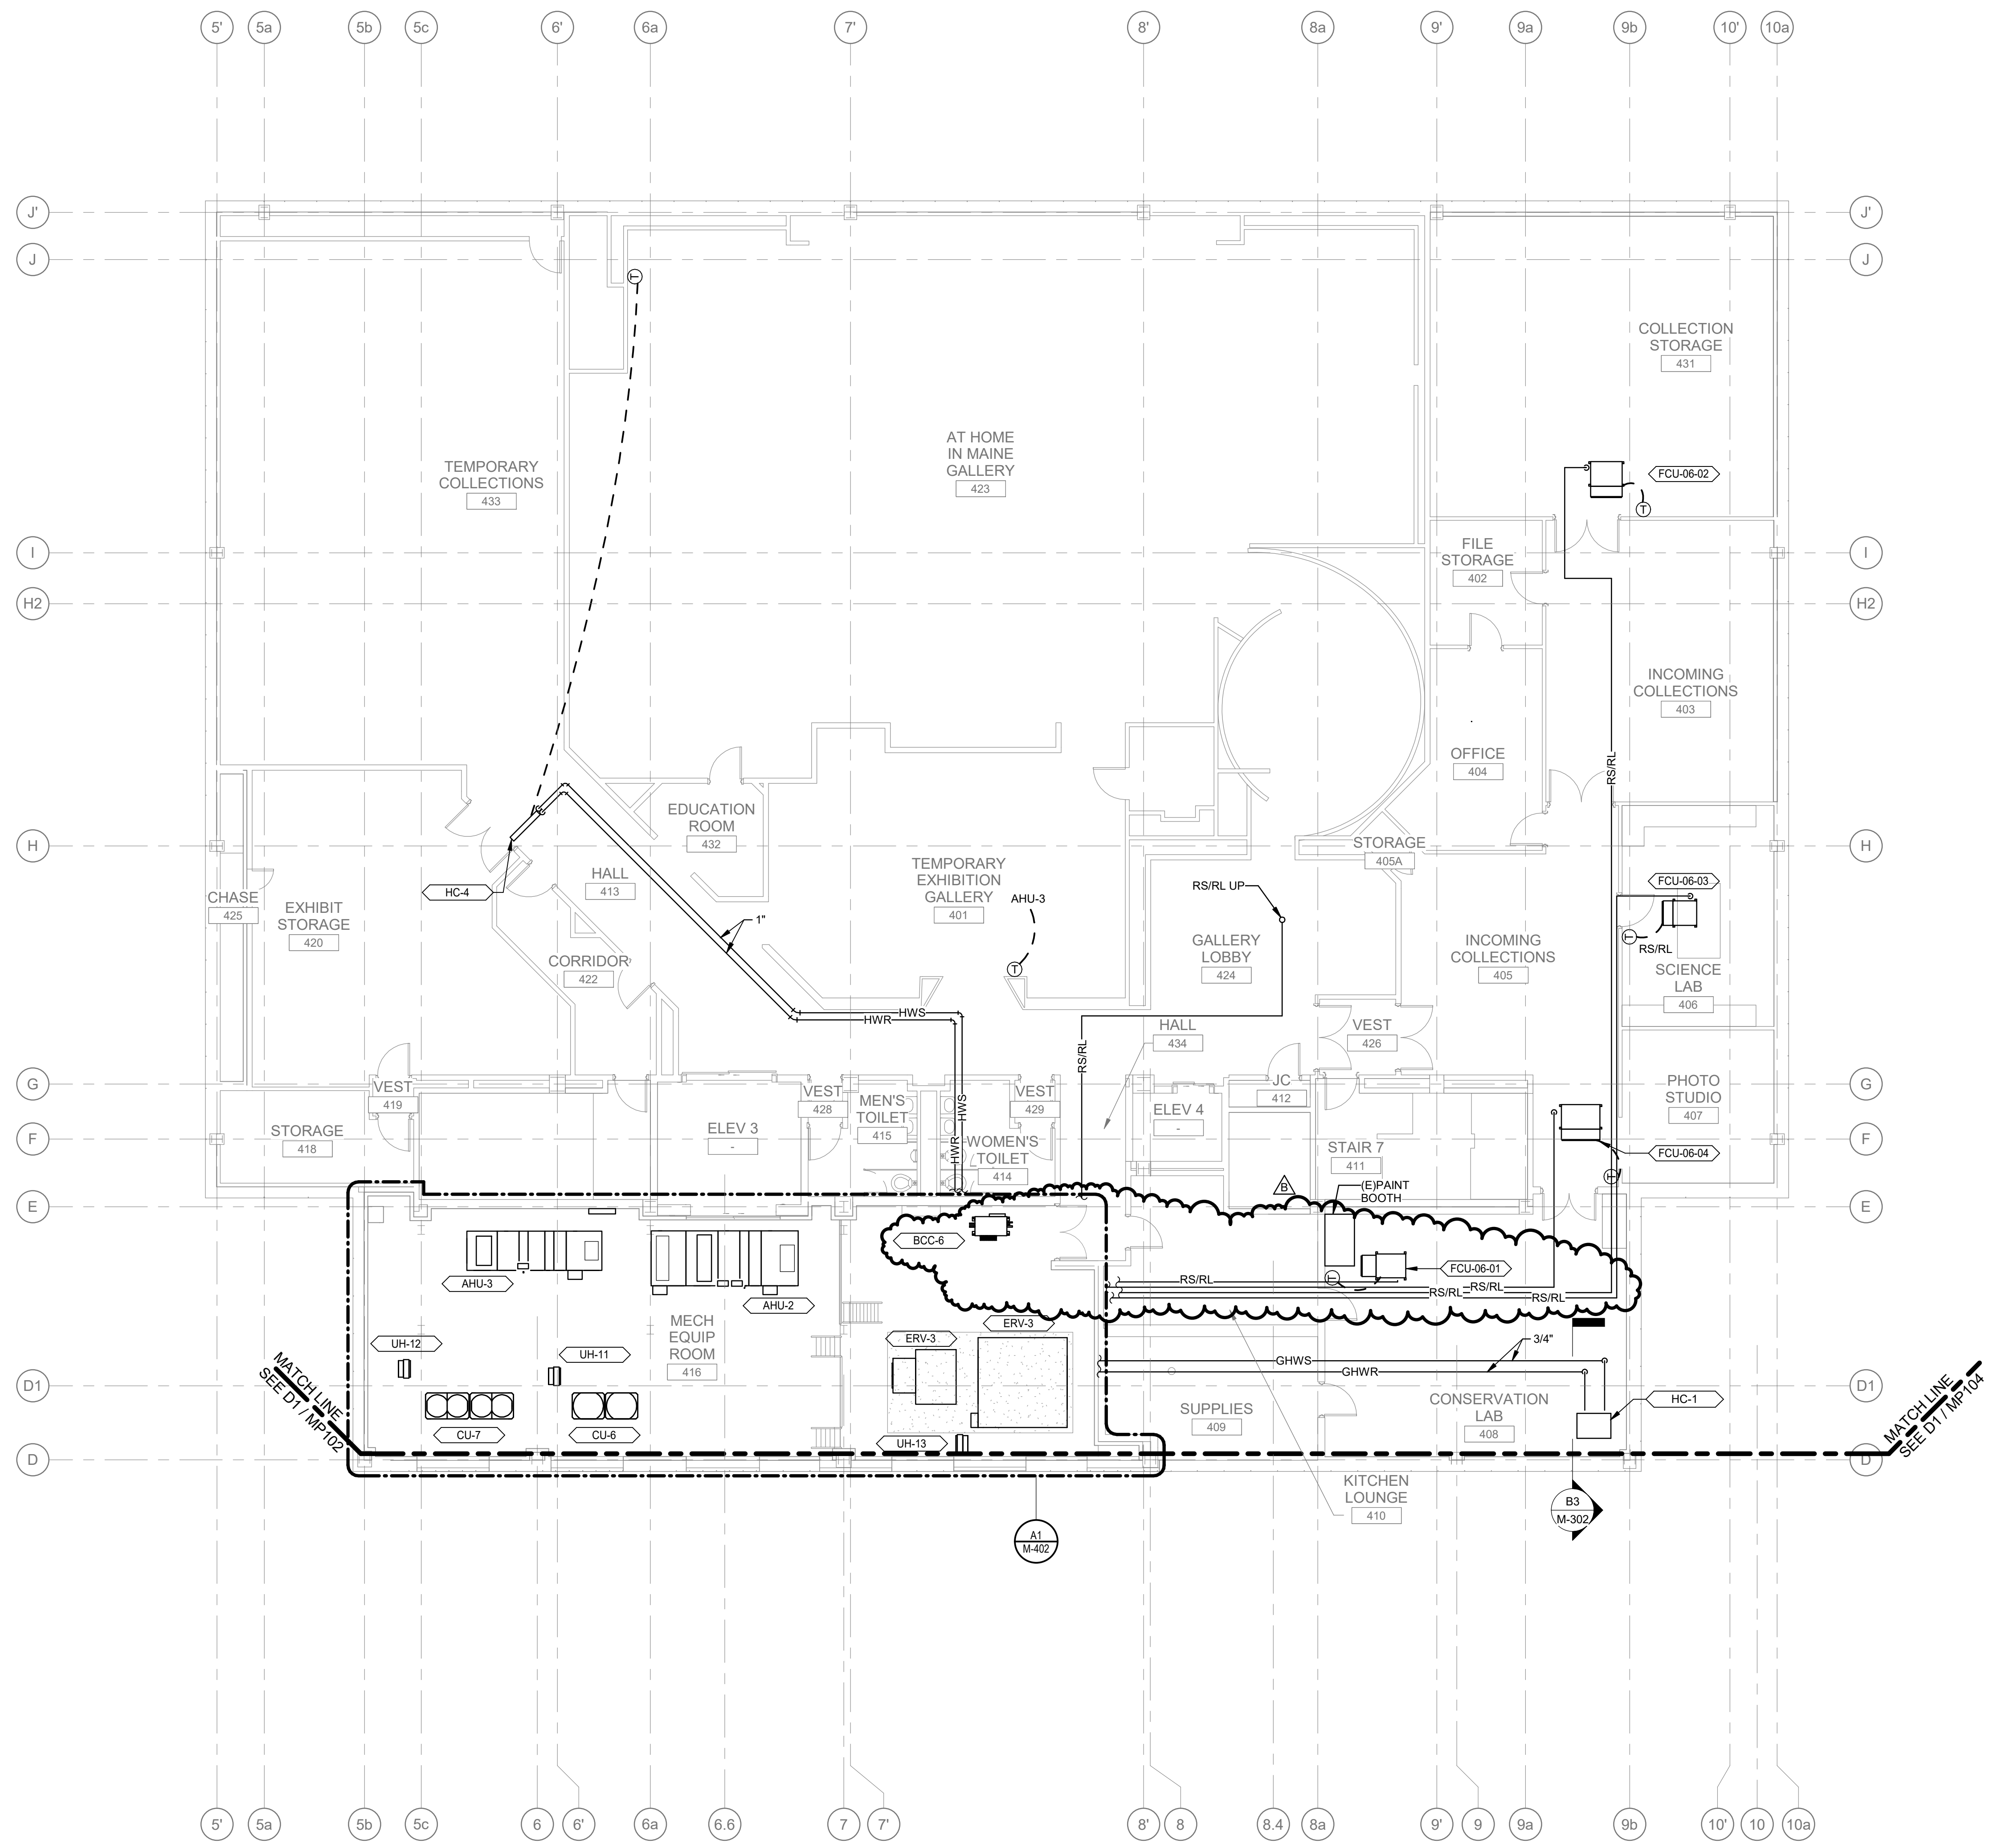 5'
5a
5b
5c
6'
6a
7'
8'
8a
9'
9a
9b
10'
10a
J'
J'
J
J
T
COLLECTION
STORAGE
431
AT HOME
IN MAINE
GALLERY
423
TEMPORARY
COLLECTIONS
433
FCU-06-02
T
I
I
FILE
STORAGE
402
H2
H2
INCOMING
COLLECTIONS
403
OFFICE
404
RS/RL
EDUCATION
ROOM
432
H
H
STORAGE
405A
HALL
413
HC-4
TEMPORARY
EXHIBITION
GALLERY
401
AHU-3
RS/RL UP
FCU-06-03
CHASE
425
EXHIBIT
STORAGE
420
1"
T
RS/RL
GALLERY
LOBBY
424
INCOMING
COLLECTIONS
405
CORRIDOR
422
T
SCIENCE
LAB
406
HWS
HWR
HALL
434
VEST
426
RS/RL
G
G
VEST
419
VEST
428
MEN'S
TOILET
415
HWS
HWR
VEST
429
JC
412
PHOTO
STUDIO
407
ELEV 4
-
F
F
STORAGE
418
ELEV 3
-
WOMEN'S
TOILET
414
STAIR 7
411
FCU-06-04
T
B
(E)PAINT
BOOTH
E
E
BCC-6
AHU-3
AHU-2
FCU-06-01
T
RS/RL
RS/RL
RS/RL
RS/RL
MECH
EQUIP
ROOM
416
ERV-3
ERV-3
UH-12
UH-11
3/4"
GHWS
GHWR
MATCH LINE
SEE D1 / MP102
MATCH LINE
SEE D1 / MP104
D1
D1
HC-1
SUPPLIES
409
CONSERVATION
LAB
408
CU-7
CU-6
UH-13
D
D
KITCHEN
LOUNGE
410
B3
M-302
A1
M-402
5'
5a
5b
5c
6
6'
6a
6.6
7
7'
8'
8
8.4
8a
9'
9
9a
9b
10'
10
10a